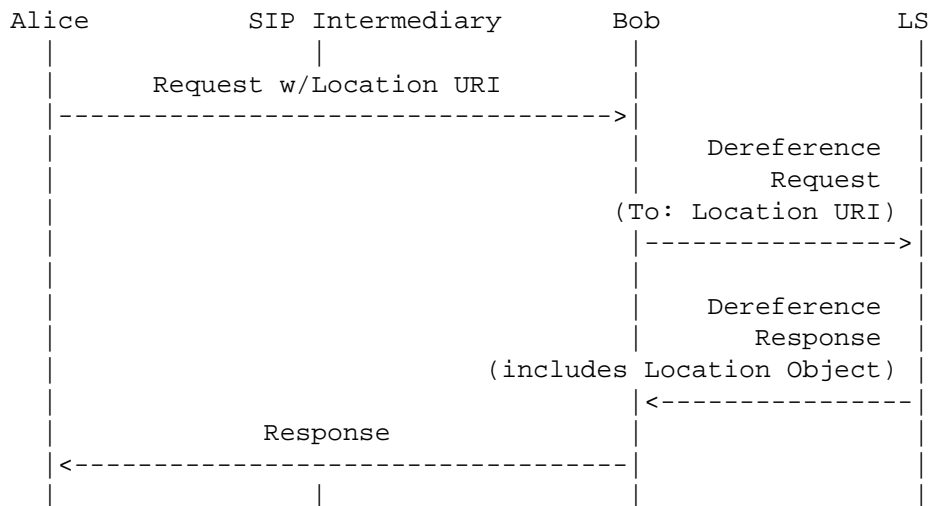 Alice SIP Intermediary Bob LS
Request w/Location URI
Dereference
Request
(To: Location URI)
Dereference
Response
(includes Location Object)
Response